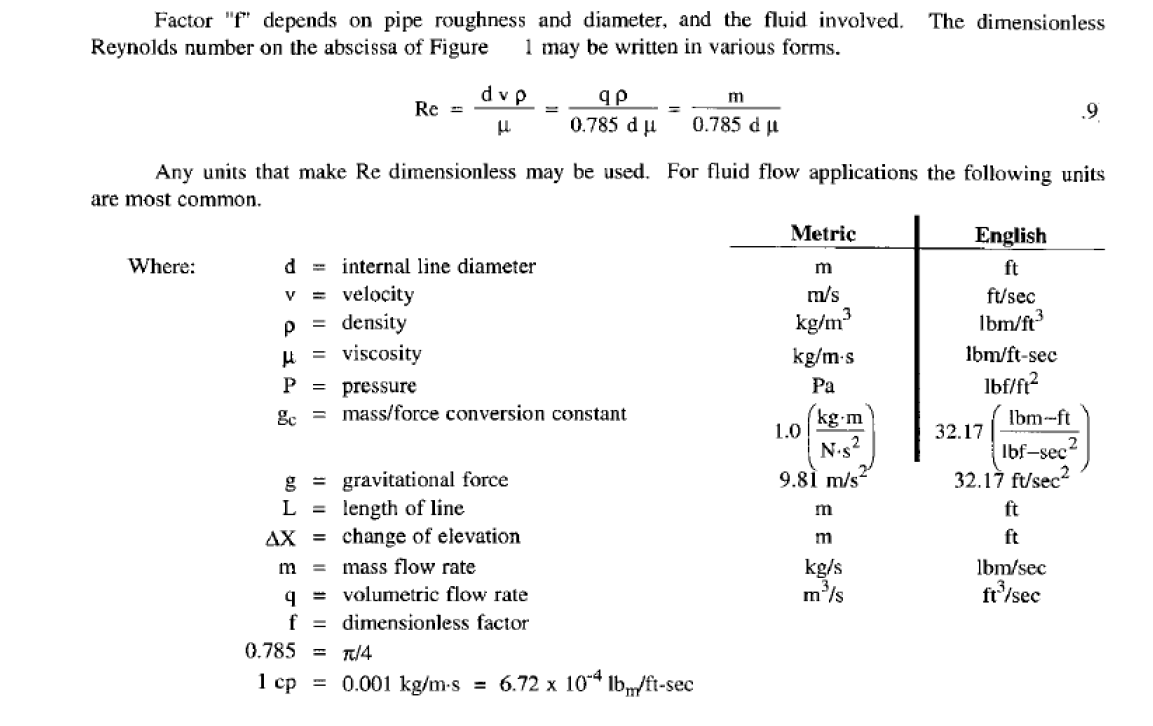 Factor "f" depends on pipe roughness and diameter, and the fluid involved. The dimensionless
Reynolds number on the abscissa of Figure 1 may be written in various forms.
Re = d v ρ / μ = q ρ / 0.785 d μ = m / 0.785 d μ .9
Any units that make Re dimensionless may be used. For fluid flow applications the following units
are most common.
Metric English
Where: d = internal line diameter m ft
v = velocity m/s ft/sec
ρ = density kg/m³ lbm/ft³
μ = viscosity kg/m·s lbm/ft-sec
P = pressure Pa lbf/ft²
g_c = mass/force conversion constant 1.0 (kg·m / N·s²) 32.17 (lbm–ft / lbf–sec²)
g = gravitational force 9.81 m/s² 32.17 ft/sec²
L = length of line m ft
ΔX = change of elevation m ft
m = mass flow rate kg/s lbm/sec
q = volumetric flow rate m³/s ft³/sec
f = dimensionless factor
0.785 = π/4
1 cp = 0.001 kg/m·s = 6.72 x 10⁻⁴ lb_m/ft-sec